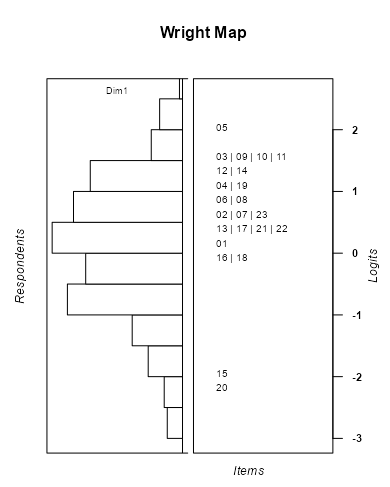 Wright Map
Dim1
05
03 | 09 | 10 | 11
12 | 14
04 | 19
06 | 08
02 | 07 | 23
13 | 17 | 21 | 22
01
16 | 18
15
20
2
1
0
-1
-2
-3
Respondents
Logits
Items